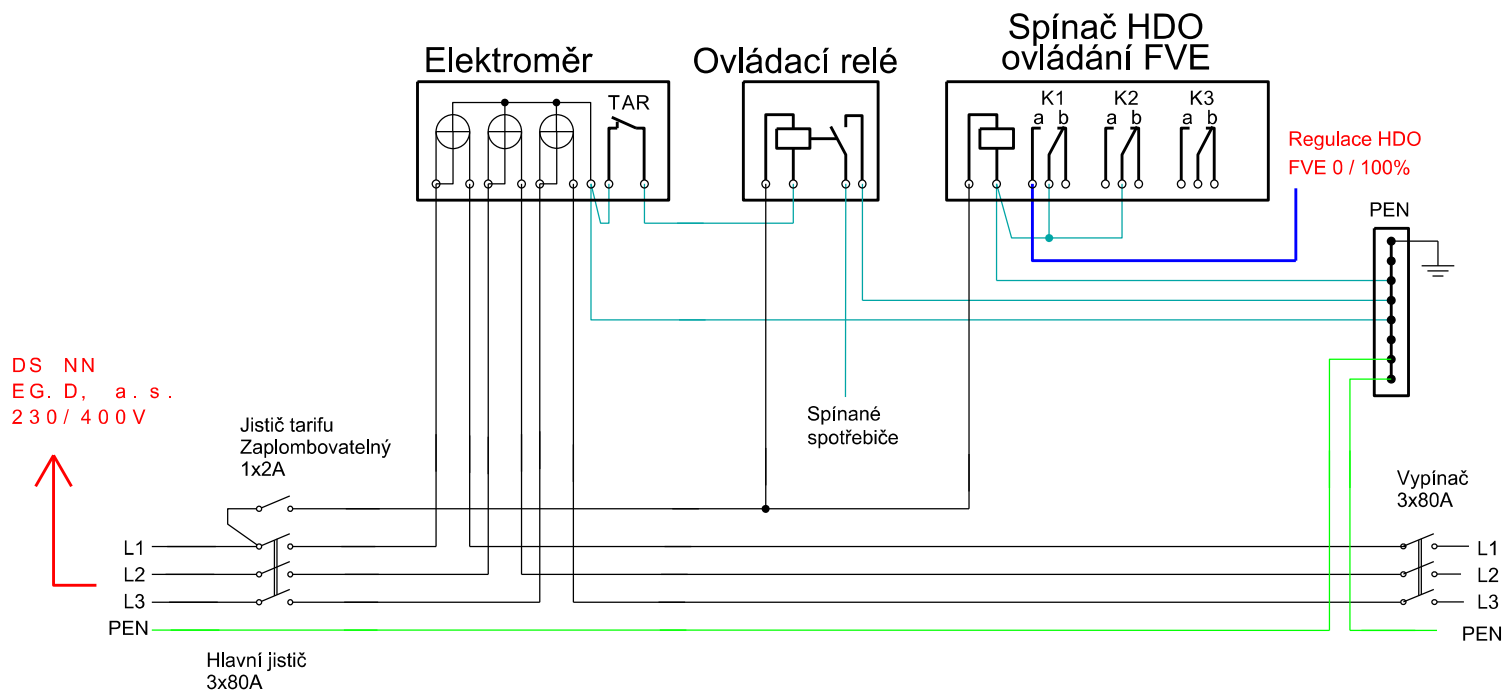 Elektroměr
Ovládací relé
Spínač HDO
ovládání FVE
TAR
K1
K2
K3
a b
a b
a b
Regulace HDO
FVE 0 / 100%
PEN
DS NN
EG. D, a. s.
230/ 400V
Jistič tarifu
Zaplombovatelný
1x2A
Spínané
spotřebiče
Vypínač
3x80A
L1
L2
L3
PEN
L1
L2
L3
PEN
Hlavní jistič
3x80A